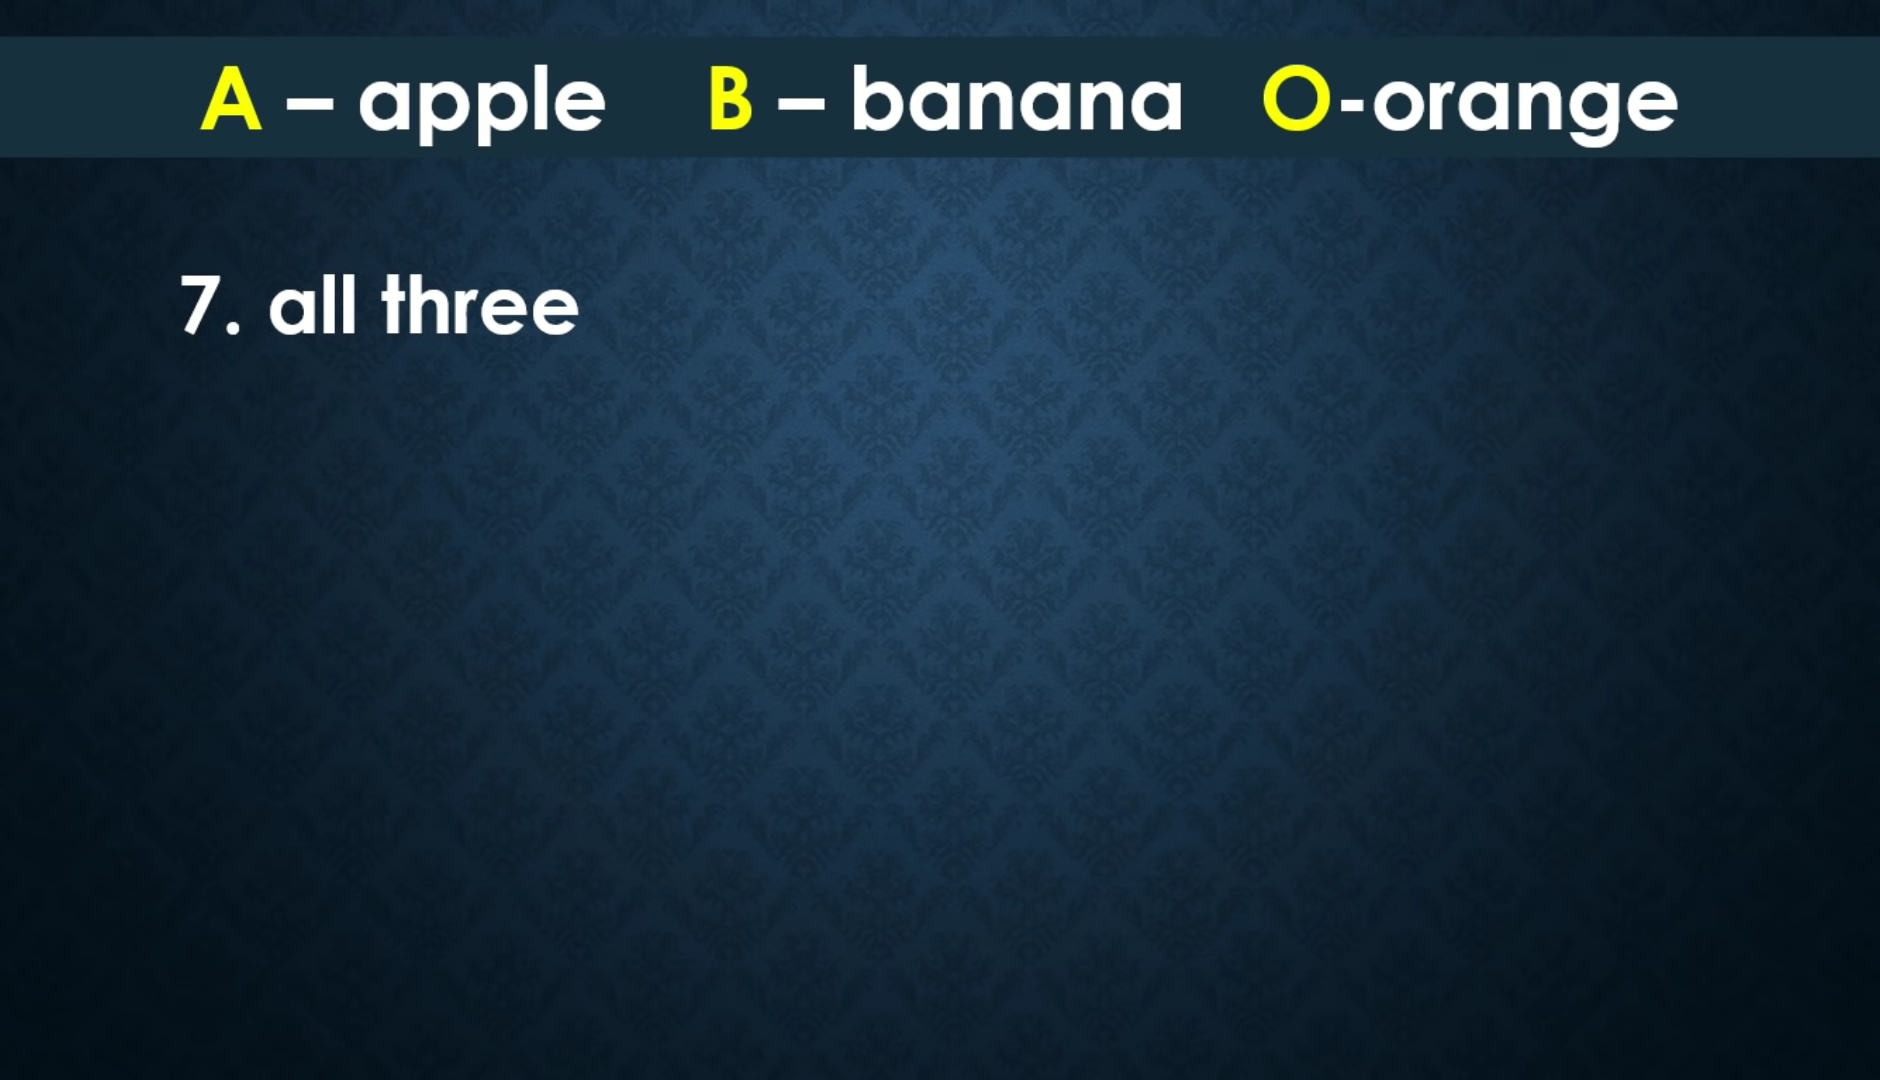 A – apple B – banana O-orange
7. all three